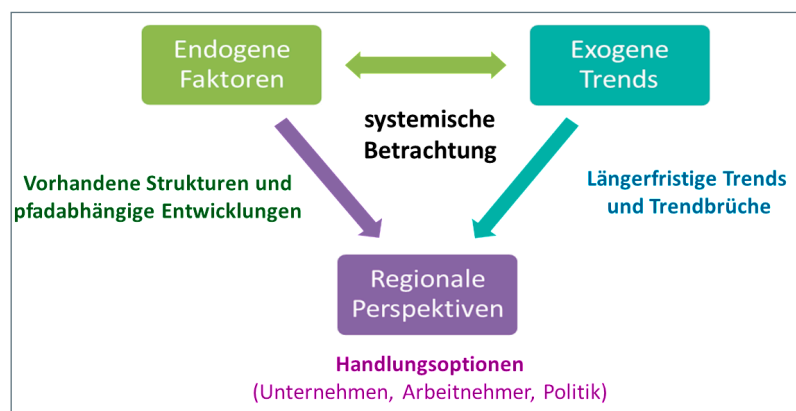 Endogene
Faktoren
Exogene
Trends
systemische
Betrachtung
Vorhandene Strukturen und
pfadabhängige Entwicklungen
Längerfristige Trends
und Trendbrüche
Regionale
Perspektiven
Handlungsoptionen
(Unternehmen, Arbeitnehmer, Politik)